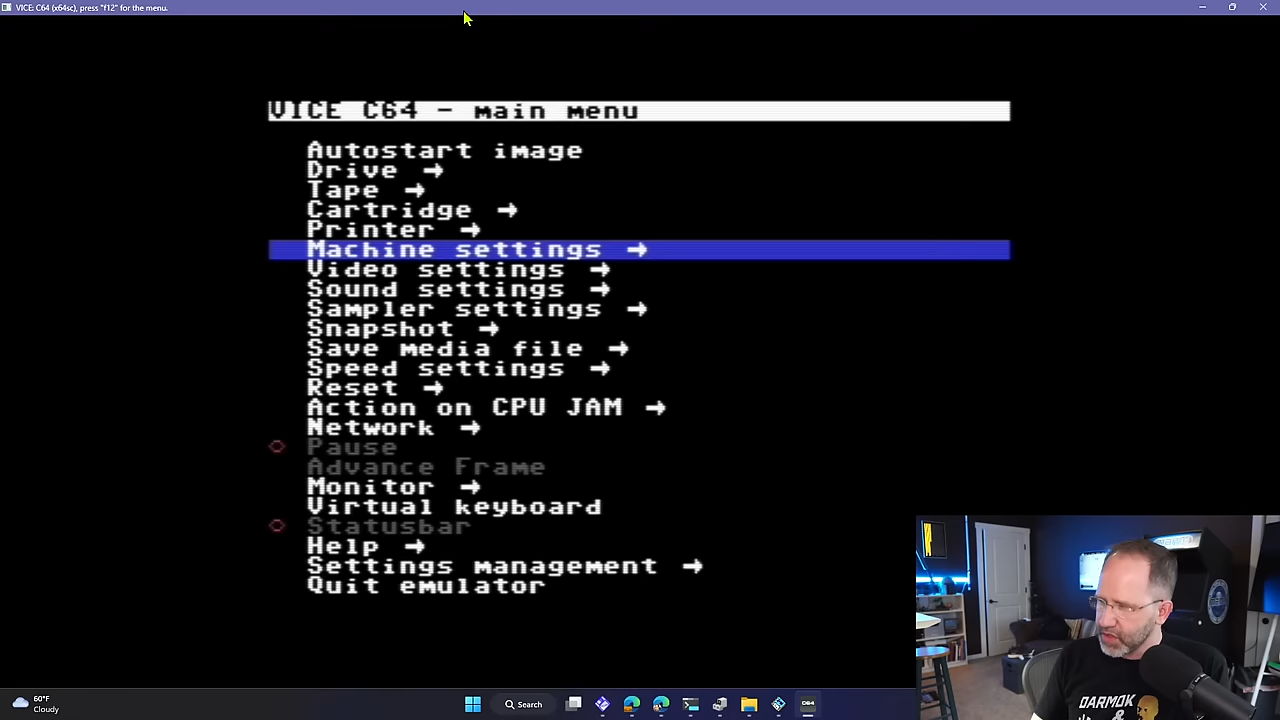 VICE: C64 (x64sc), press "f12" for the menu.
VICE C64 - main menu
Autostart image
Drive →
Tape →
Cartridge →
Printer →
Machine settings →
Video settings →
Sound settings →
Sampler settings →
Snapshot →
Save media file →
Speed settings →
Reset →
Action on CPU JAM →
Network →
Pause
Advance Frame
Monitor →
Virtual keyboard
Statusbar
Help →
Settings management →
Quit emulator
DARMOK
&
60°F
Cloudy
Search
C64